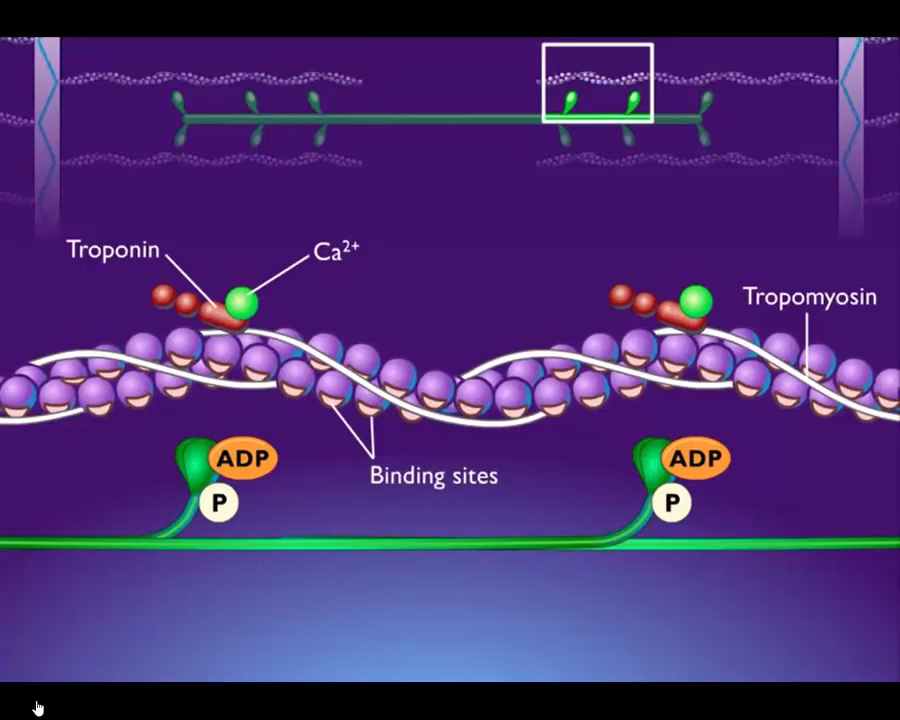 Troponin
Ca²⁺
Tropomyosin
ADP
P
ADP
P
Binding sites